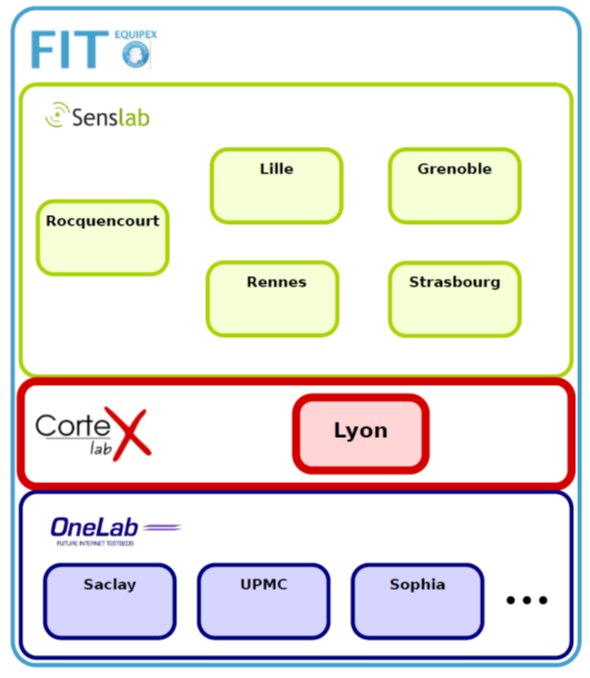 FIT EQUIPEX
Senslab
Lille
Grenoble
Rocquencourt
Rennes
Strasbourg
CorteX
lab
Lyon
OneLab
FUTURE INTERNET TESTBEDS
Saclay
UPMC
Sophia
...